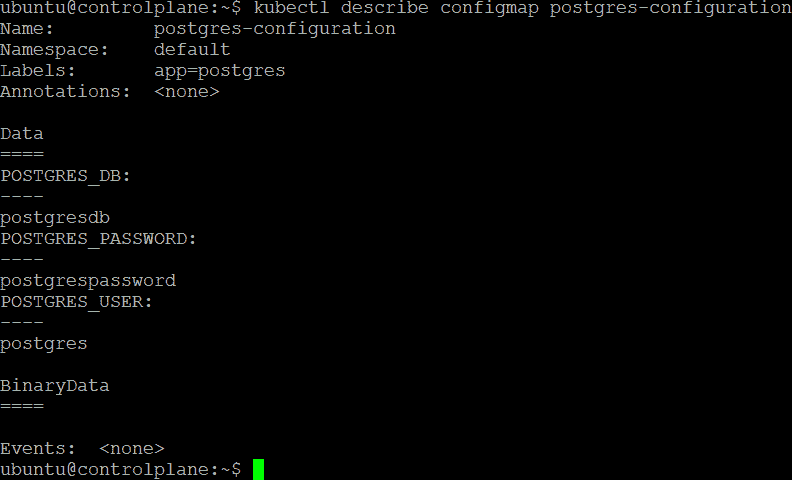 ubuntu@controlplane:~$ kubectl describe configmap postgres-configuration
Name:         postgres-configuration
Namespace:    default
Labels:       app=postgres
Annotations:  <none>

Data
====
POSTGRES_DB:
----
postgresdb
POSTGRES_PASSWORD:
----
postgrespassword
POSTGRES_USER:
----
postgres

BinaryData
====

Events:  <none>
ubuntu@controlplane:~$